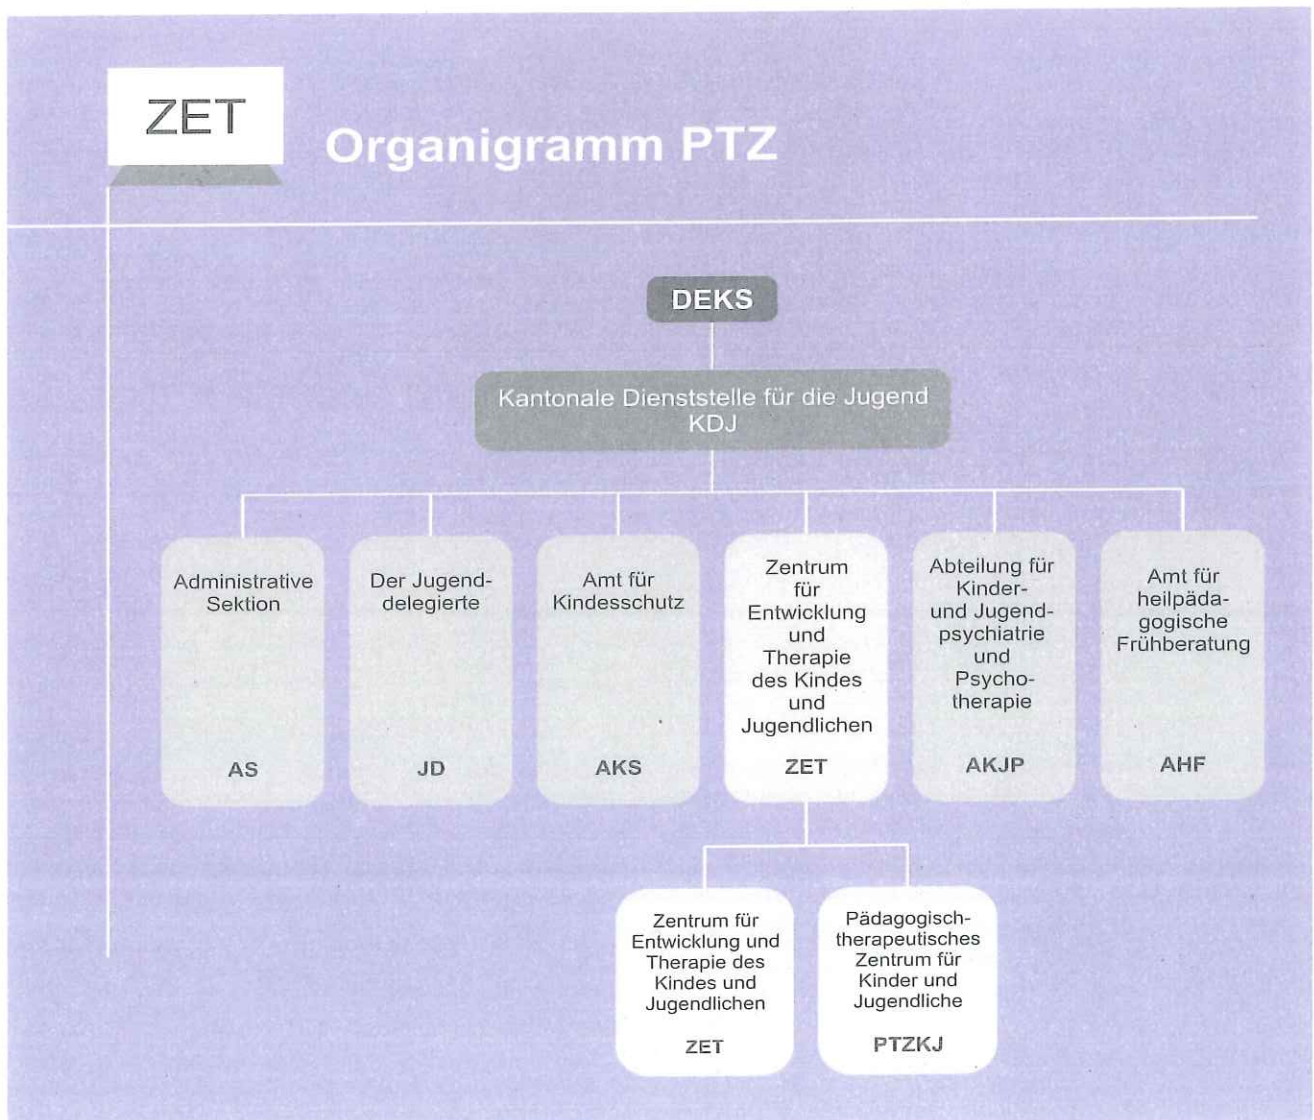 ZET
Organigramm PTZ
DEKS
Kantonale Dienststelle für die Jugend
KDJ
Administrative
Sektion
AS
Der Jugend-
delegierte
JD
Amt für
Kindesschutz
AKS
Zentrum
für
Entwicklung
und
Therapie
des Kindes
und
Jugendlichen
ZET
Abteilung für
Kinder-
und Jugend-
psychiatrie
und
Psycho-
therapie
AKJP
Amt für
heilpäda-
gogische
Frühberatung
AHF
Zentrum für
Entwicklung und
Therapie des
Kindes und
Jugendlichen
ZET
Pädagogisch-
therapeutisches
Zentrum für
Kinder und
Jugendliche
PTZKJ